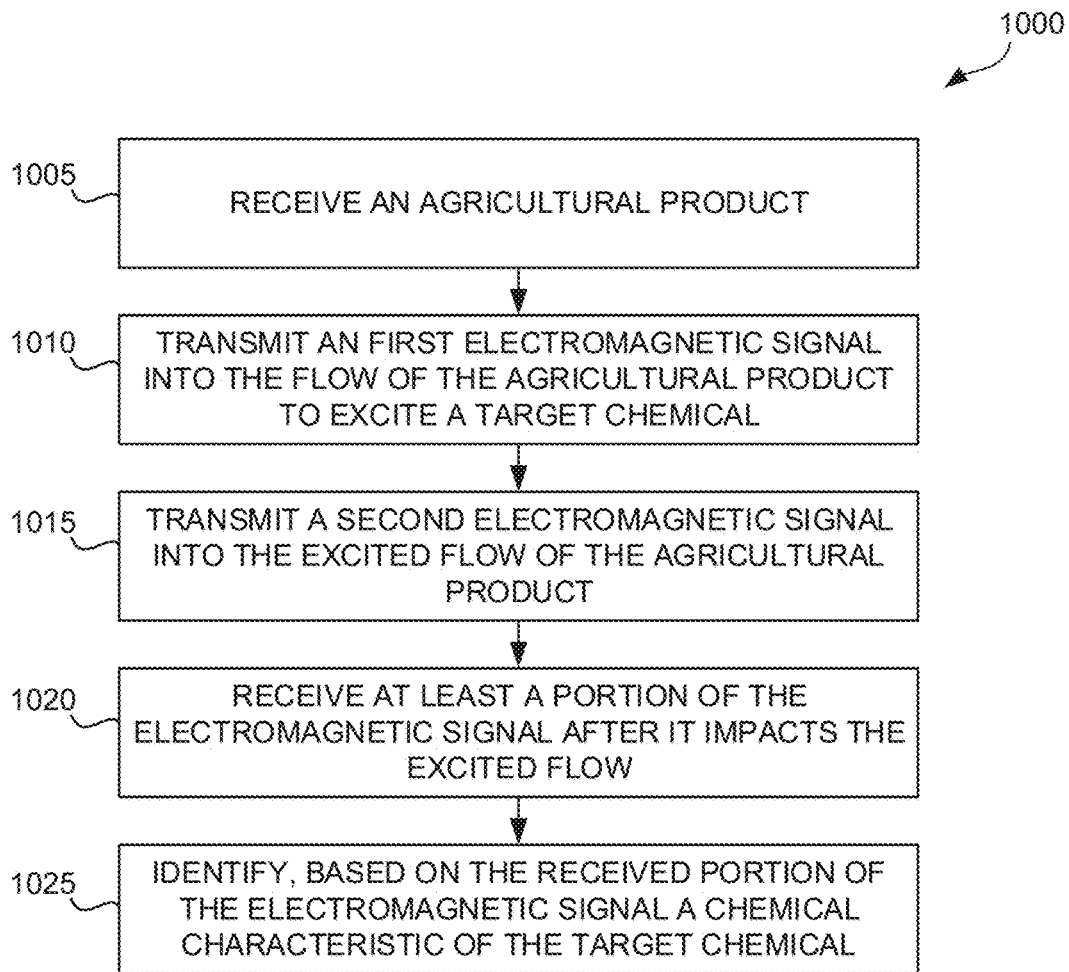 1000
1005
RECEIVE AN AGRICULTURAL PRODUCT
1010
TRANSMIT AN FIRST ELECTROMAGNETIC SIGNAL
INTO THE FLOW OF THE AGRICULTURAL PRODUCT
TO EXCITE A TARGET CHEMICAL
1015
TRANSMIT A SECOND ELECTROMAGNETIC SIGNAL
INTO THE EXCITED FLOW OF THE AGRICULTURAL
PRODUCT
1020
RECEIVE AT LEAST A PORTION OF THE
ELECTROMAGNETIC SIGNAL AFTER IT IMPACTS THE
EXCITED FLOW
1025
IDENTIFY, BASED ON THE RECEIVED PORTION OF
THE ELECTROMAGNETIC SIGNAL A CHEMICAL
CHARACTERISTIC OF THE TARGET CHEMICAL